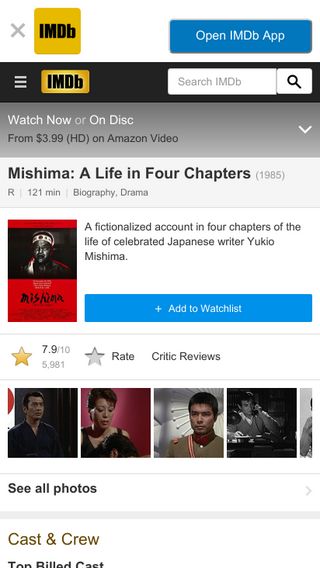 IMDb
Open IMDb App
IMDb
Search IMDb
Watch Now or On Disc
From $3.99 (HD) on Amazon Video
Mishima: A Life in Four Chapters (1985)
R | 121 min | Biography, Drama
A fictionalized account in four chapters of the
life of celebrated Japanese writer Yukio
Mishima.
mishima
+ Add to Watchlist
7.9/10
5,981
Rate
Critic Reviews
See all photos
Cast & Crew
Top Billed Cast